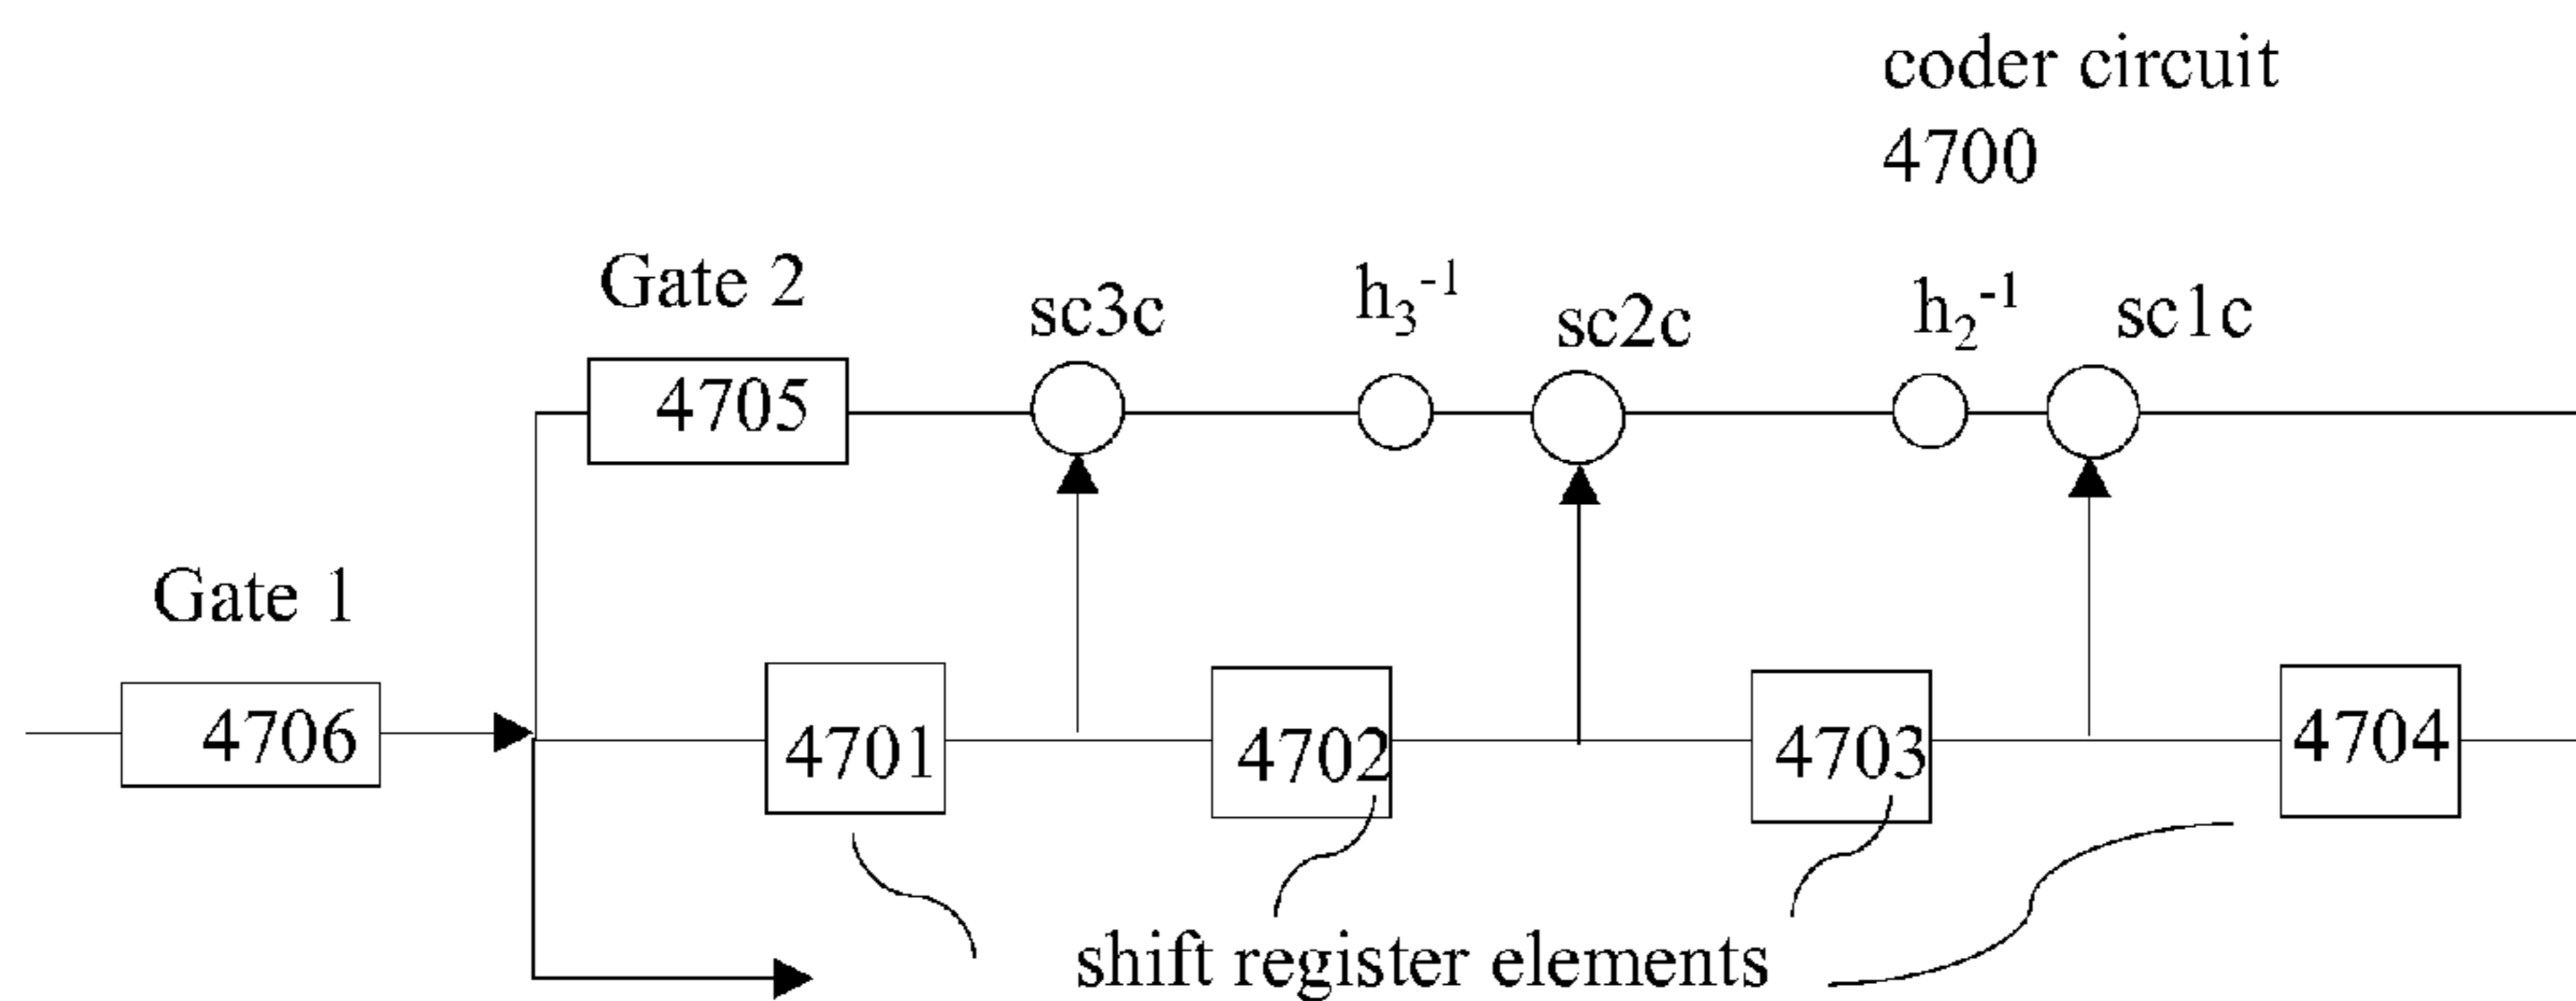 coder circuit
4700
Gate 2
sc3c
h₃⁻¹
sc2c
h₂⁻¹
sc1c
4705
Gate 1
4706
4701
4702
4703
4704
shift register elements